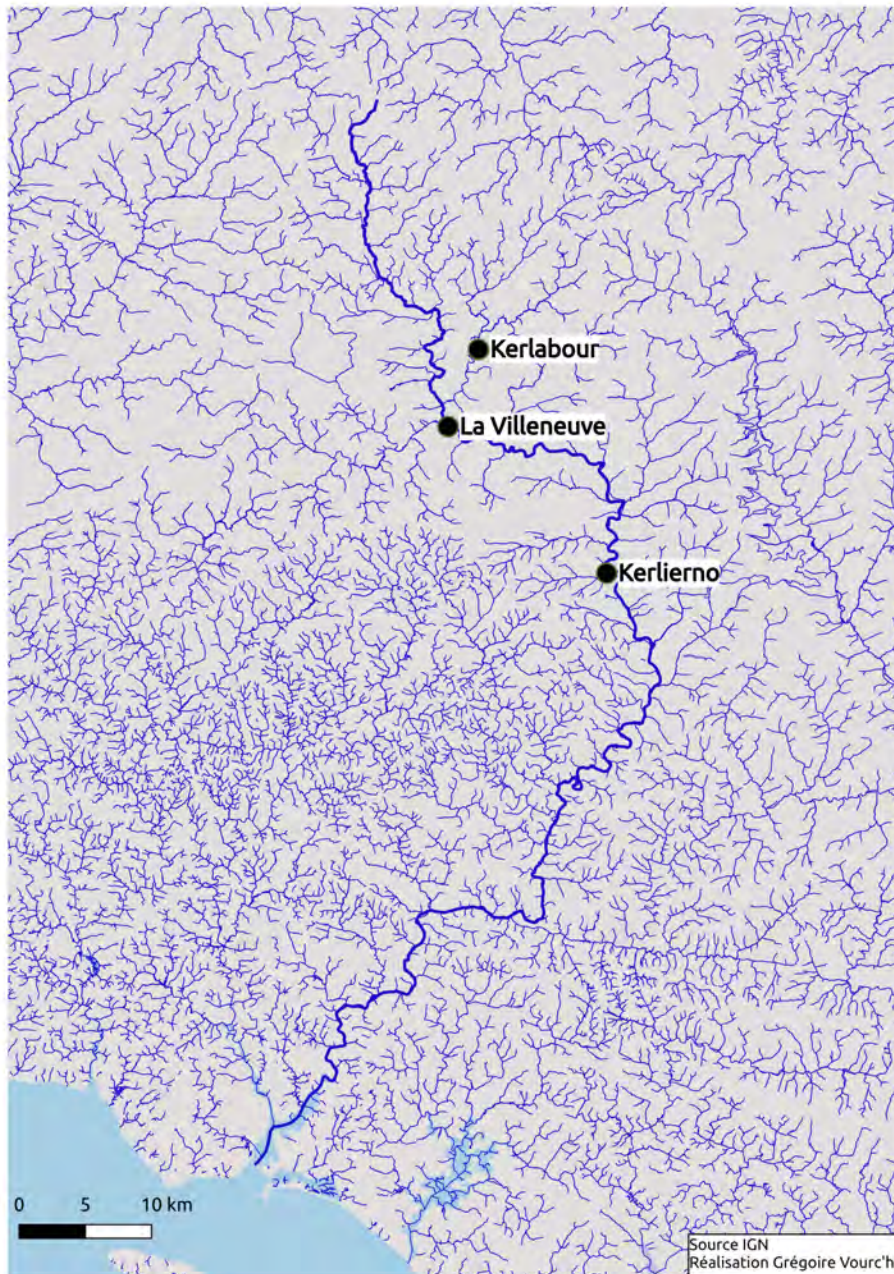 Kerlabour
La Villeneuve
Kerlierno
0 5 10 km
Source IGN
Réalisation Grégoire Vourc'h